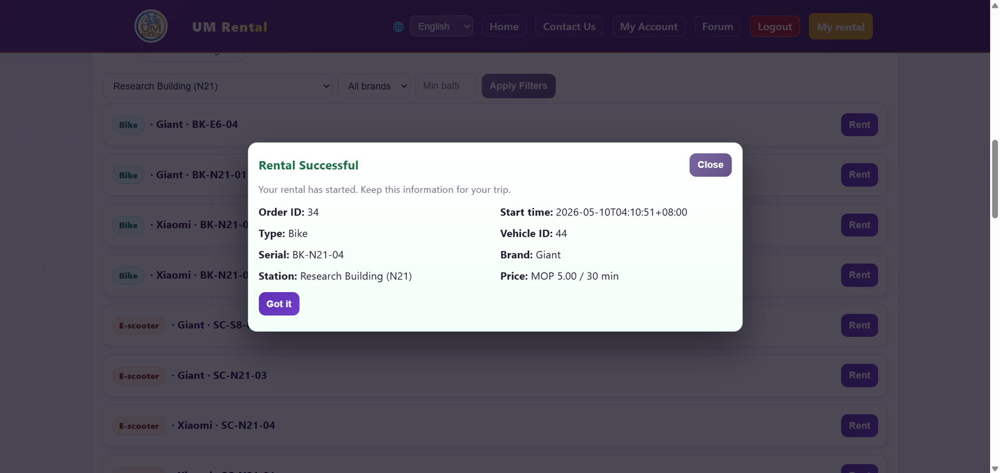 UM Rental
English
Home
Contact Us
My Account
Forum
Logout
My rental
Research Building (N21)
All brands
Min batt
Apply Filters
Bike · Giant · BK-E6-04
Rent
Bike · Giant · BK-N21-01
Rent
Bike · Xiaomi · BK-N21-0
Rent
Bike · Xiaomi · BK-N21-0
Rent
E-scooter · Giant · SC-S8-
Rent
E-scooter · Giant · SC-N21-03
Rent
E-scooter · Xiaomi · SC-N21-04
Rent
Rental Successful
Close
Your rental has started. Keep this information for your trip.
Order ID: 34
Start time: 2026-05-10T04:10:51+08:00
Type: Bike
Vehicle ID: 44
Serial: BK-N21-04
Brand: Giant
Station: Research Building (N21)
Price: MOP 5.00 / 30 min
Got it